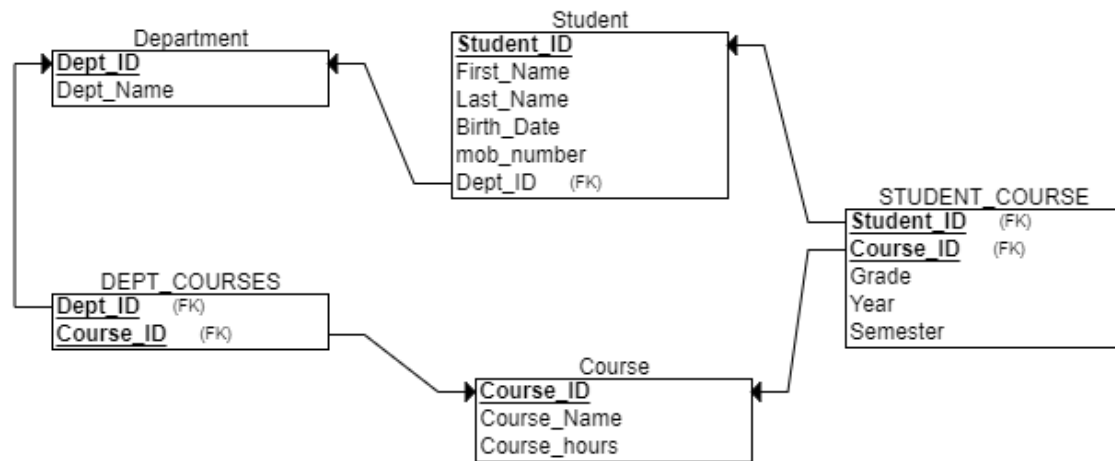 Department
Dept_ID
Dept_Name
Student
Student_ID
First_Name
Last_Name
Birth_Date
mob_number
Dept_ID (FK)
STUDENT_COURSE
Student_ID (FK)
Course_ID (FK)
Grade
Year
Semester
DEPT_COURSES
Dept_ID (FK)
Course_ID (FK)
Course
Course_ID
Course_Name
Course_hours